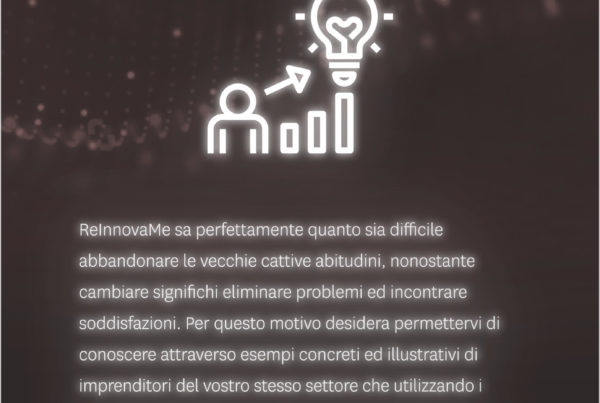 ReInnovaMe sa perfettamente quanto sia difficile
abbandonare le vecchie cattive abitudini, nonostante
cambiare significhi eliminare problemi ed incontrare
soddisfazioni. Per questo motivo desidera permettervi di
conoscere attraverso esempi concreti ed illustrativi di
imprenditori del vostro stesso settore che utilizzando i